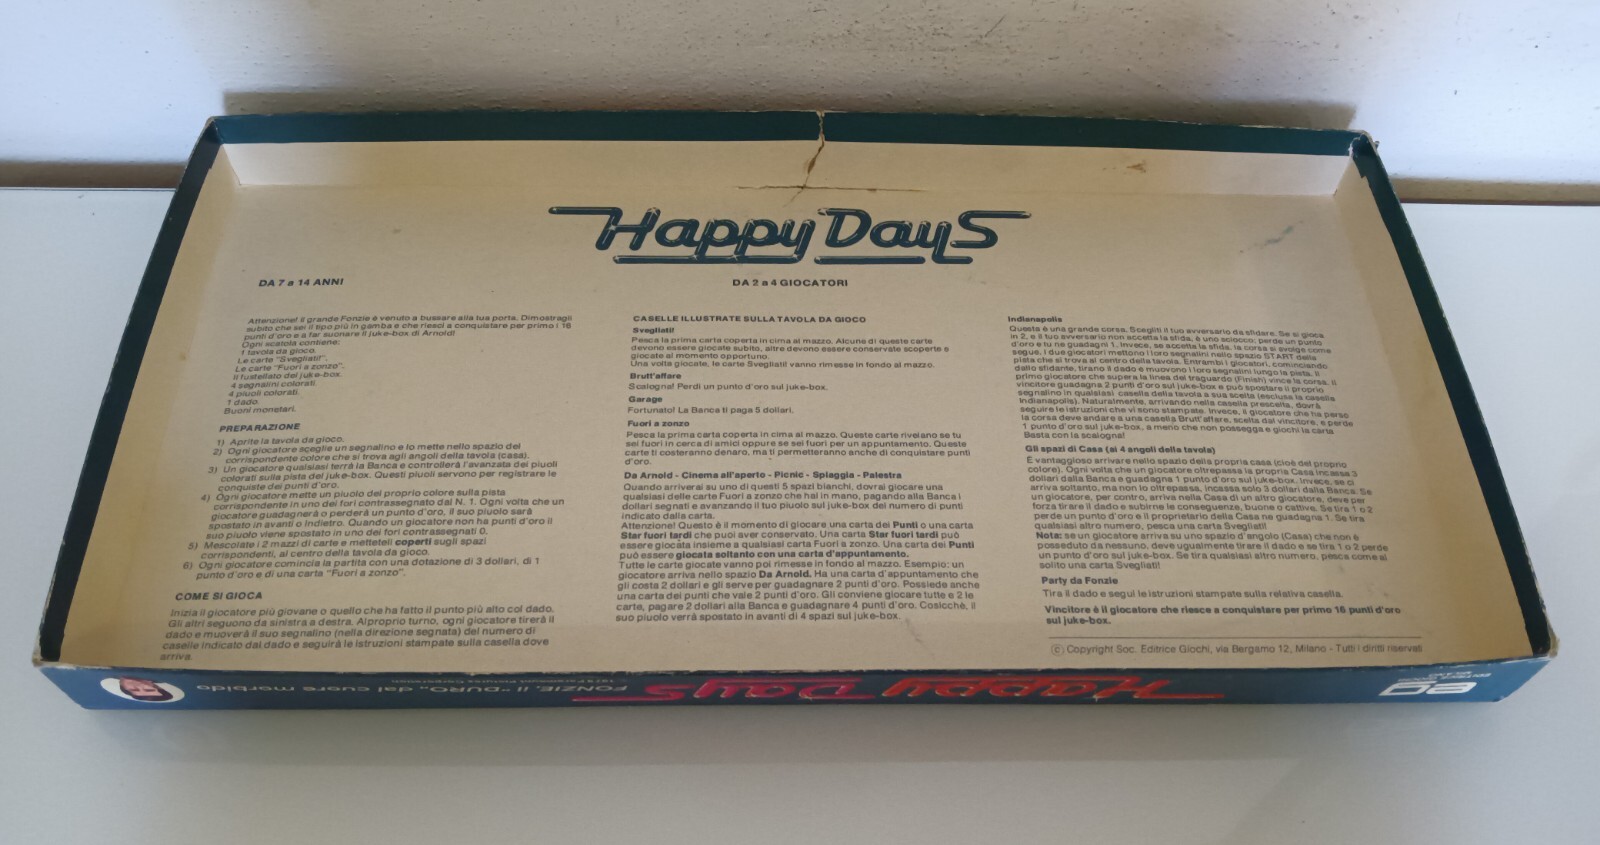 Happy Days
DA 7 a 14 ANNI
DA 2 a 4 GIOCATORI
Attenzione! Il grande Fonzie è venuto a bussare alla tua porta. Dimostragli
subito che sei il tipo più in gamba e che riesci a conquistare per primo i 16
punti d'oro e a far suonare il juke-box di Arnold!
Ogni scatola contiene:
1 tavola da gioco.
Le carte "Svegliati".
Le carte "Fuori a zonzo".
Il fustellato del juke-box.
4 segnalini colorati.
4 piuoli colorati.
1 dado.
Buoni monetari.
PREPARAZIONE
1) Aprite la tavola da gioco.
2) Ogni giocatore sceglie un segnalino e lo mette nello spazio del
corrispondente colore che si trova agli angoli della tavola (casa).
3) Un giocatore qualsiasi terrà la Banca e controllerà l'avanzata dei piuoli
colorati sulla pista del juke-box. Questi piuoli servono per registrare le
conquiste dei punti d'oro.
4) Ogni giocatore mette un piuolo del proprio colore sulla pista
corrispondente in uno dei fori contrassegnato dal N. 1. Ogni volta che un
giocatore guadagnerà o perderà un punto d'oro, il suo piuolo sarà
spostato in avanti o indietro. Quando un giocatore non ha punti d'oro il
suo piuolo viene spostato in uno dei fori contrassegnati 0.
5) Mescolate i 2 mazzi di carte e metteteli coperti sugli spazi
corrispondenti, al centro della tavola da gioco.
6) Ogni giocatore comincia la partita con una dotazione di 3 dollari, di 1
punto d'oro e di una carta "Fuori a zonzo".
COME SI GIOCA
Inizia il giocatore più giovane o quello che ha fatto il punto più alto col dado.
Gli altri seguono da sinistra a destra. Al proprio turno, ogni giocatore tirerà il
dado e muoverà il suo segnalino (nella direzione segnata) del numero di
caselle indicato dal dado e seguirà le istruzioni stampate sulla casella dove
arriva.
CASELLE ILLUSTRATE SULLA TAVOLA DA GIOCO
Svegliati!
Pesca la prima carta coperta in cima al mazzo. Alcune di queste carte
devono essere giocate subito, altre devono essere conservate scoperte e
giocate al momento opportuno.
Una volta giocate, le carte Svegliati! vanno rimesse in fondo al mazzo.
Brutt'affare
Scalogna! Perdi un punto d'oro sul juke-box.
Garage
Fortunato! La Banca ti paga 5 dollari.
Fuori a zonzo
Pesca la prima carta coperta in cima al mazzo. Queste carte rivelano se tu
sei fuori in cerca di amici oppure se sei fuori per un appuntamento. Queste
carte ti costeranno denaro, ma ti permetteranno anche di conquistare punti
d'oro.
Da Arnold - Cinema all'aperto - Picnic - Spiaggia - Palestra
Quando arriverai su uno di questi 5 spazi bianchi, dovrai giocare una
qualsiasi delle carte Fuori a zonzo che hai in mano, pagando alla Banca i
dollari segnati e avanzando il tuo piuolo sul juke-box del numero di punti
indicato dalla carta.
Attenzione! Questo è il momento di giocare una carta dei Punti o una carta
Star fuori tardi che puoi aver conservato. Una carta Star fuori tardi può
essere giocata insieme a qualsiasi carta Fuori a zonzo. Una carta dei Punti
può essere giocata soltanto con una carta d'appuntamento.
Tutte le carte giocate vanno poi rimesse in fondo al mazzo. Esempio: un
giocatore arriva nello spazio Da Arnold. Ha una carta d'appuntamento che
gli costa 2 dollari e gli serve per guadagnare 2 punti d'oro. Possiede anche
una carta dei punti che vale 2 punti d'oro. Gli conviene giocare tutte e 2 le
carte, pagare 2 dollari alla Banca e guadagnare 4 punti d'oro. Cosicchè, il
suo piuolo verrà spostato in avanti di 4 spazi sul juke-box.
Indianapolis
Questa è una grande corsa. Scegliti il tuo avversario da sfidare. Se si gioca
in 2, e il tuo avversario non accetta la sfida, è uno sciocco: perde un punto
d'oro e tu ne guadagni 1. Invece, se accetta la sfida, la corsa si svolge come
segue. I due giocatori mettono i loro segnalini nello spazio START della
pista che si trova al centro della tavola. Entrambi i giocatori, cominciando
dallo sfidante, tirano il dado e muovono i loro segnalini lungo la pista. Il
primo giocatore che supera la linea del traguardo (Finish) vince la corsa. Il
vincitore guadagna 2 punti d'oro sul juke-box e può spostare il proprio
segnalino in qualsiasi casella della tavola a sua scelta (esclusa la casella
Indianapolis). Naturalmente, arrivando nella casella prescelta, dovrà
seguire le istruzioni che vi sono stampate. Invece, il giocatore che ha perso
la corsa deve andare a una casella Brutt'affare, scelta dal vincitore, e perde
1 punto d'oro sul juke-box, a meno che non possegga e giochi la carta
Basta con la scalogna!
Gli spazi di Casa (ai 4 angoli della tavola)
È vantaggioso arrivare nello spazio della propria casa (cioè del proprio
colore). Ogni volta che un giocatore oltrepassa la propria Casa incassa 3
dollari dalla Banca e guadagna 1 punto d'oro sul juke-box. Invece, se ci
arriva soltanto, ma non lo oltrepassa, incassa solo 3 dollari dalla Banca. Se
un giocatore, per contro, arriva nella Casa di un altro giocatore, deve per
forza tirare il dado e subirne le conseguenze, buone o cattive. Se tira 1 o 2
perde un punto d'oro e il proprietario della Casa ne guadagna 1. Se tira
qualsiasi altro numero, pesca una carta Svegliati!
Nota: se un giocatore arriva su uno spazio d'angolo (Casa) che non è
posseduto da nessuno, deve ugualmente tirare il dado e se tira 1 o 2 perde
un punto d'oro sul juke-box. Se tira qualsiasi altro numero, pesca come al
solito una carta Svegliati!
Party da Fonzie
Tira il dado e segui le istruzioni stampate sulla relativa casella.
Vincitore è il giocatore che riesce a conquistare per primo 16 punti d'oro
sul juke-box.
© Copyright Soc. Editrice Giochi, via Bergamo 12, Milano - Tutti i diritti riservati
FONZIE, il "DURO" dal cuore morbido
Happy Days
eg